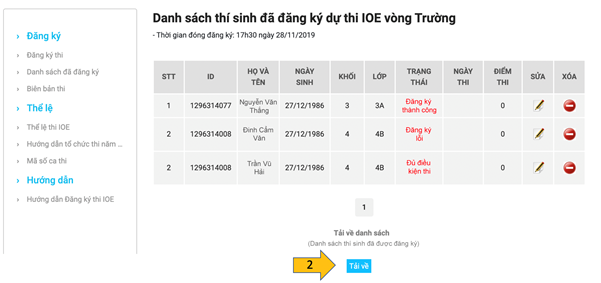 Đăng ký
Đăng ký thi
Danh sách đã đăng ký
Biên bản thi
Thể lệ
Thể lệ thi IOE
Hướng dẫn tổ chức thi năm ...
Mã số ca thi
Hướng dẫn
Hướng dẫn Đăng ký thi IOE
Danh sách thí sinh đã đăng ký dự thi IOE vòng Trường
- Thời gian đóng đăng ký: 17h30 ngày 28/11/2019
STT ID HỌ VÀ TÊN NGÀY SINH KHỐI LỚP TRẠNG THÁI NGÀY THI ĐIỂM THI SỬA XÓA
1 1296314077 Nguyễn Văn Thắng 27/12/1986 3 3A Đăng ký thành công 0
2 1296314008 Đinh Cẩm Vân 27/12/1986 4 4B Đăng ký lỗi 0
2 1296314008 Trần Vũ Hải 27/12/1986 4 4B Đủ điều kiện thi 0
1
Tải về danh sách
(Danh sách thí sinh đã được đăng ký)
2 Tải về